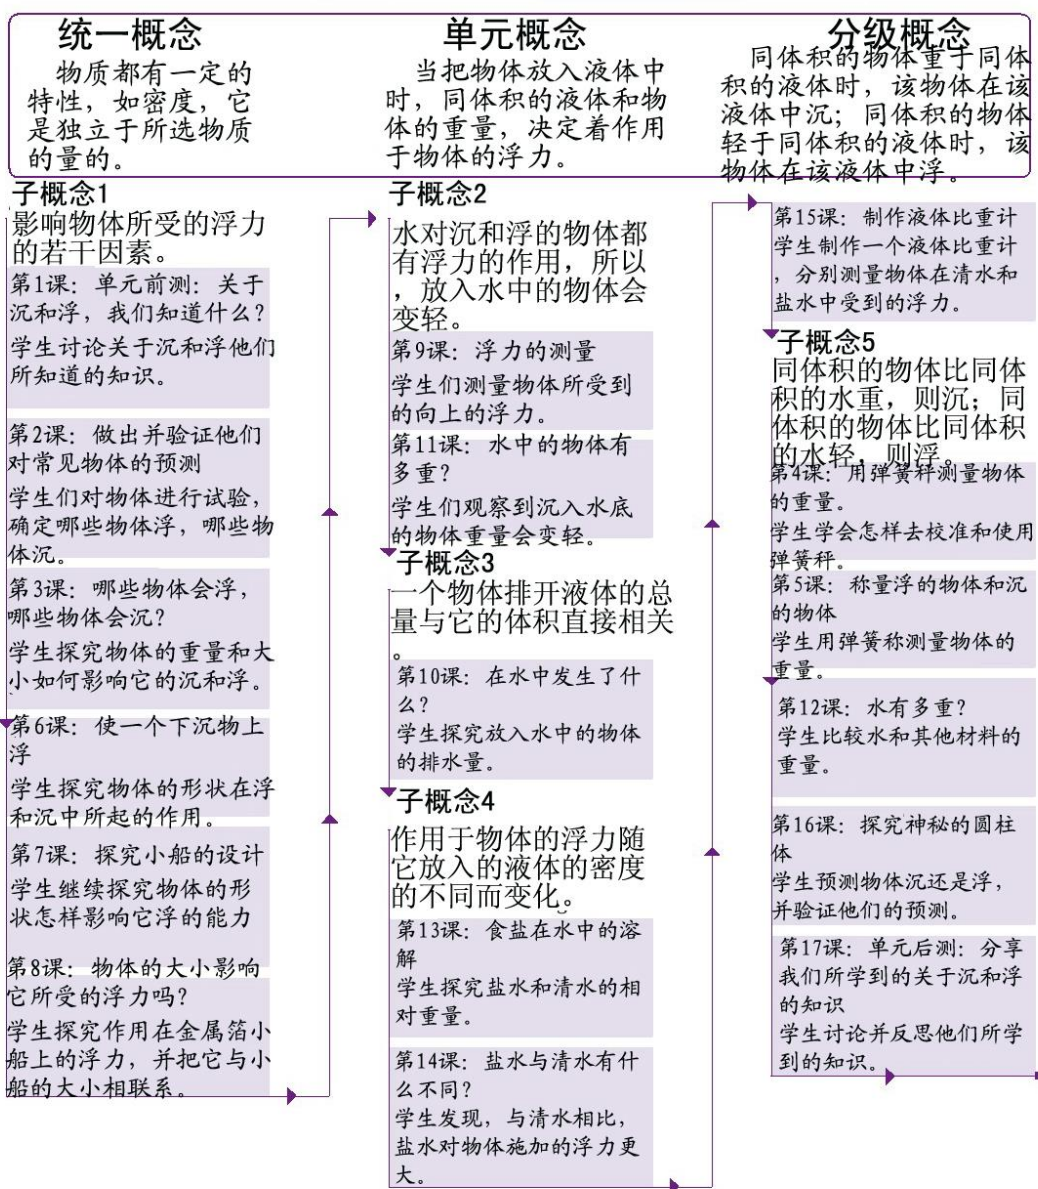 统一概念
物质都有一定的
特性，如密度，它
是独立于所选物质
的量的。
单元概念
当把物体放入液体中
时，同体积的液体和物
体的重量，决定着作用
于物体的浮力。
分级概念
同体积的物体重于同体
积的液体时，该物体在该
液体中沉；同体积的物体
轻于同体积的液体时，该
物体在该液体中浮。
子概念1
影响物体所受的浮力
的若干因素。
第1课：单元前测：关于
沉和浮，我们知道什么？
学生讨论关于沉和浮他们
所知道的知识。
第2课：做出并验证他们
对常见物体的预测
学生们对物体进行试验，
确定哪些物体浮，哪些物
体沉。
第3课：哪些物体会浮，
哪些物体会沉？
学生探究物体的重量和大
小如何影响它的沉和浮。
第6课：使一个下沉物上
浮
学生探究物体的形状在浮
和沉中所起的作用。
第7课：探究小船的设计
学生继续探究物体的形
状怎样影响它浮的能力
第8课：物体的大小影响
它所受的浮力吗？
学生探究作用在金属箔小
船上的浮力，并把它与小
船的大小相联系。
子概念2
水对沉和浮的物体都
有浮力的作用，所以
，放入水中的物体会
变轻。
第9课：浮力的测量
学生们测量物体所受到
的向上的浮力。
第11课：水中的物体有
多重？
学生们观察到沉入水底
的物体重量会变轻。
子概念3
一个物体排开液体的总
量与它的体积直接相关
。
第10课：在水中发生了什
么？
学生探究放入水中的物体
的排水量。
子概念4
作用于物体的浮力随
它放入的液体的密度
的不同而变化。
第13课：食盐在水中的溶
解
学生探究盐水和清水的相
对重量。
第14课：盐水与清水有什
么不同？
学生发现，与清水相比，
盐水对物体施加的浮力更
大。
第15课：制作液体比重计
学生制作一个液体比重计
，分别测量物体在清水和
盐水中受到的浮力。
子概念5
同体积的物体比同体
积的水重，则沉；同
体积的物体比同体积
的水轻，则浮。
第4课：用弹簧秤测量物体
的重量。
学生学会怎样去校准和使用
弹簧秤。
第5课：称量浮的物体和沉
的物体
学生用弹簧称测量物体的
重量。
第12课：水有多重？
学生比较水和其他材料的
重量。
第16课：探究神秘的圆柱
体
学生预测物体沉还是浮，
并验证他们的预测。
第17课：单元后测：分享
我们所学到的关于沉和浮
的知识
学生讨论并反思他们所学
到的知识。